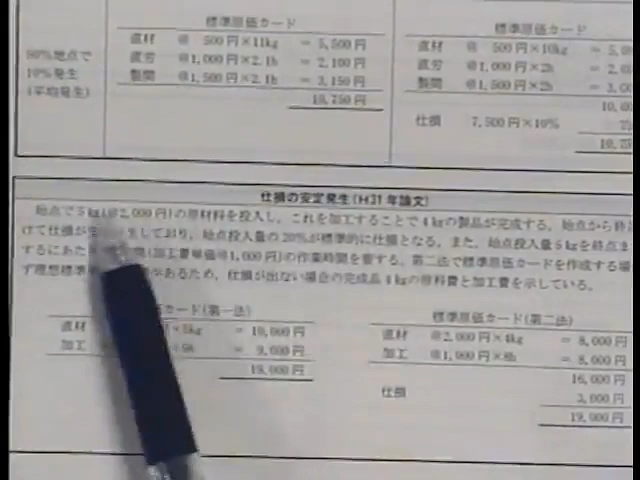 標準原価カード
直材 @ 500円×11kg = 5,500円
直労 @1,000円×2.1h = 2,100円
製間 @1,500円×2.1h = 3,150円
10,750円
標準原価カード
直材 @ 500円×10kg = 5,0
直労 @1,000円×2h = 2,0
製間 @1,500円×2h = 3,0
10,
仕損 7,500円×10%
10,75
地点で
10%発生
(平均発生)
仕損の安定発生(H31年論文)
始点で5kg(@2,000円)の原材料を投入し、これを加工することで4kgの製品が完成する。始点から終
けて仕損が 生しており、始点投入量の20%が標準的に仕損となる。また、始点投入量5kgを終点ま
するにあた (加工費単価@1,000円)の作業時間を要する。第二法で標準原価カードを作成する場
ず理想標準 があるため、仕損が出ない場合の完成品4kgの原料費と加工費を示している。
カード(第一法)
直材 ×5kg = 10,000円
加工 = 9,000円
19,000円
標準原価カード(第二法)
直材 @2,000円×4kg = 8,000円
加工 @1,000円×8h = 8,000円
16,000円
仕損 3,000円
19,000円